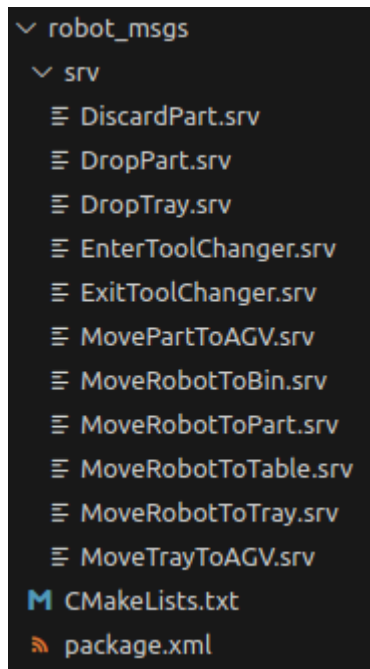 robot_msgs
srv
DiscardPart.srv
DropPart.srv
DropTray.srv
EnterToolChanger.srv
ExitToolChanger.srv
MovePartToAGV.srv
MoveRobotToBin.srv
MoveRobotToPart.srv
MoveRobotToTable.srv
MoveRobotToTray.srv
MoveTrayToAGV.srv
M CMakeLists.txt
package.xml